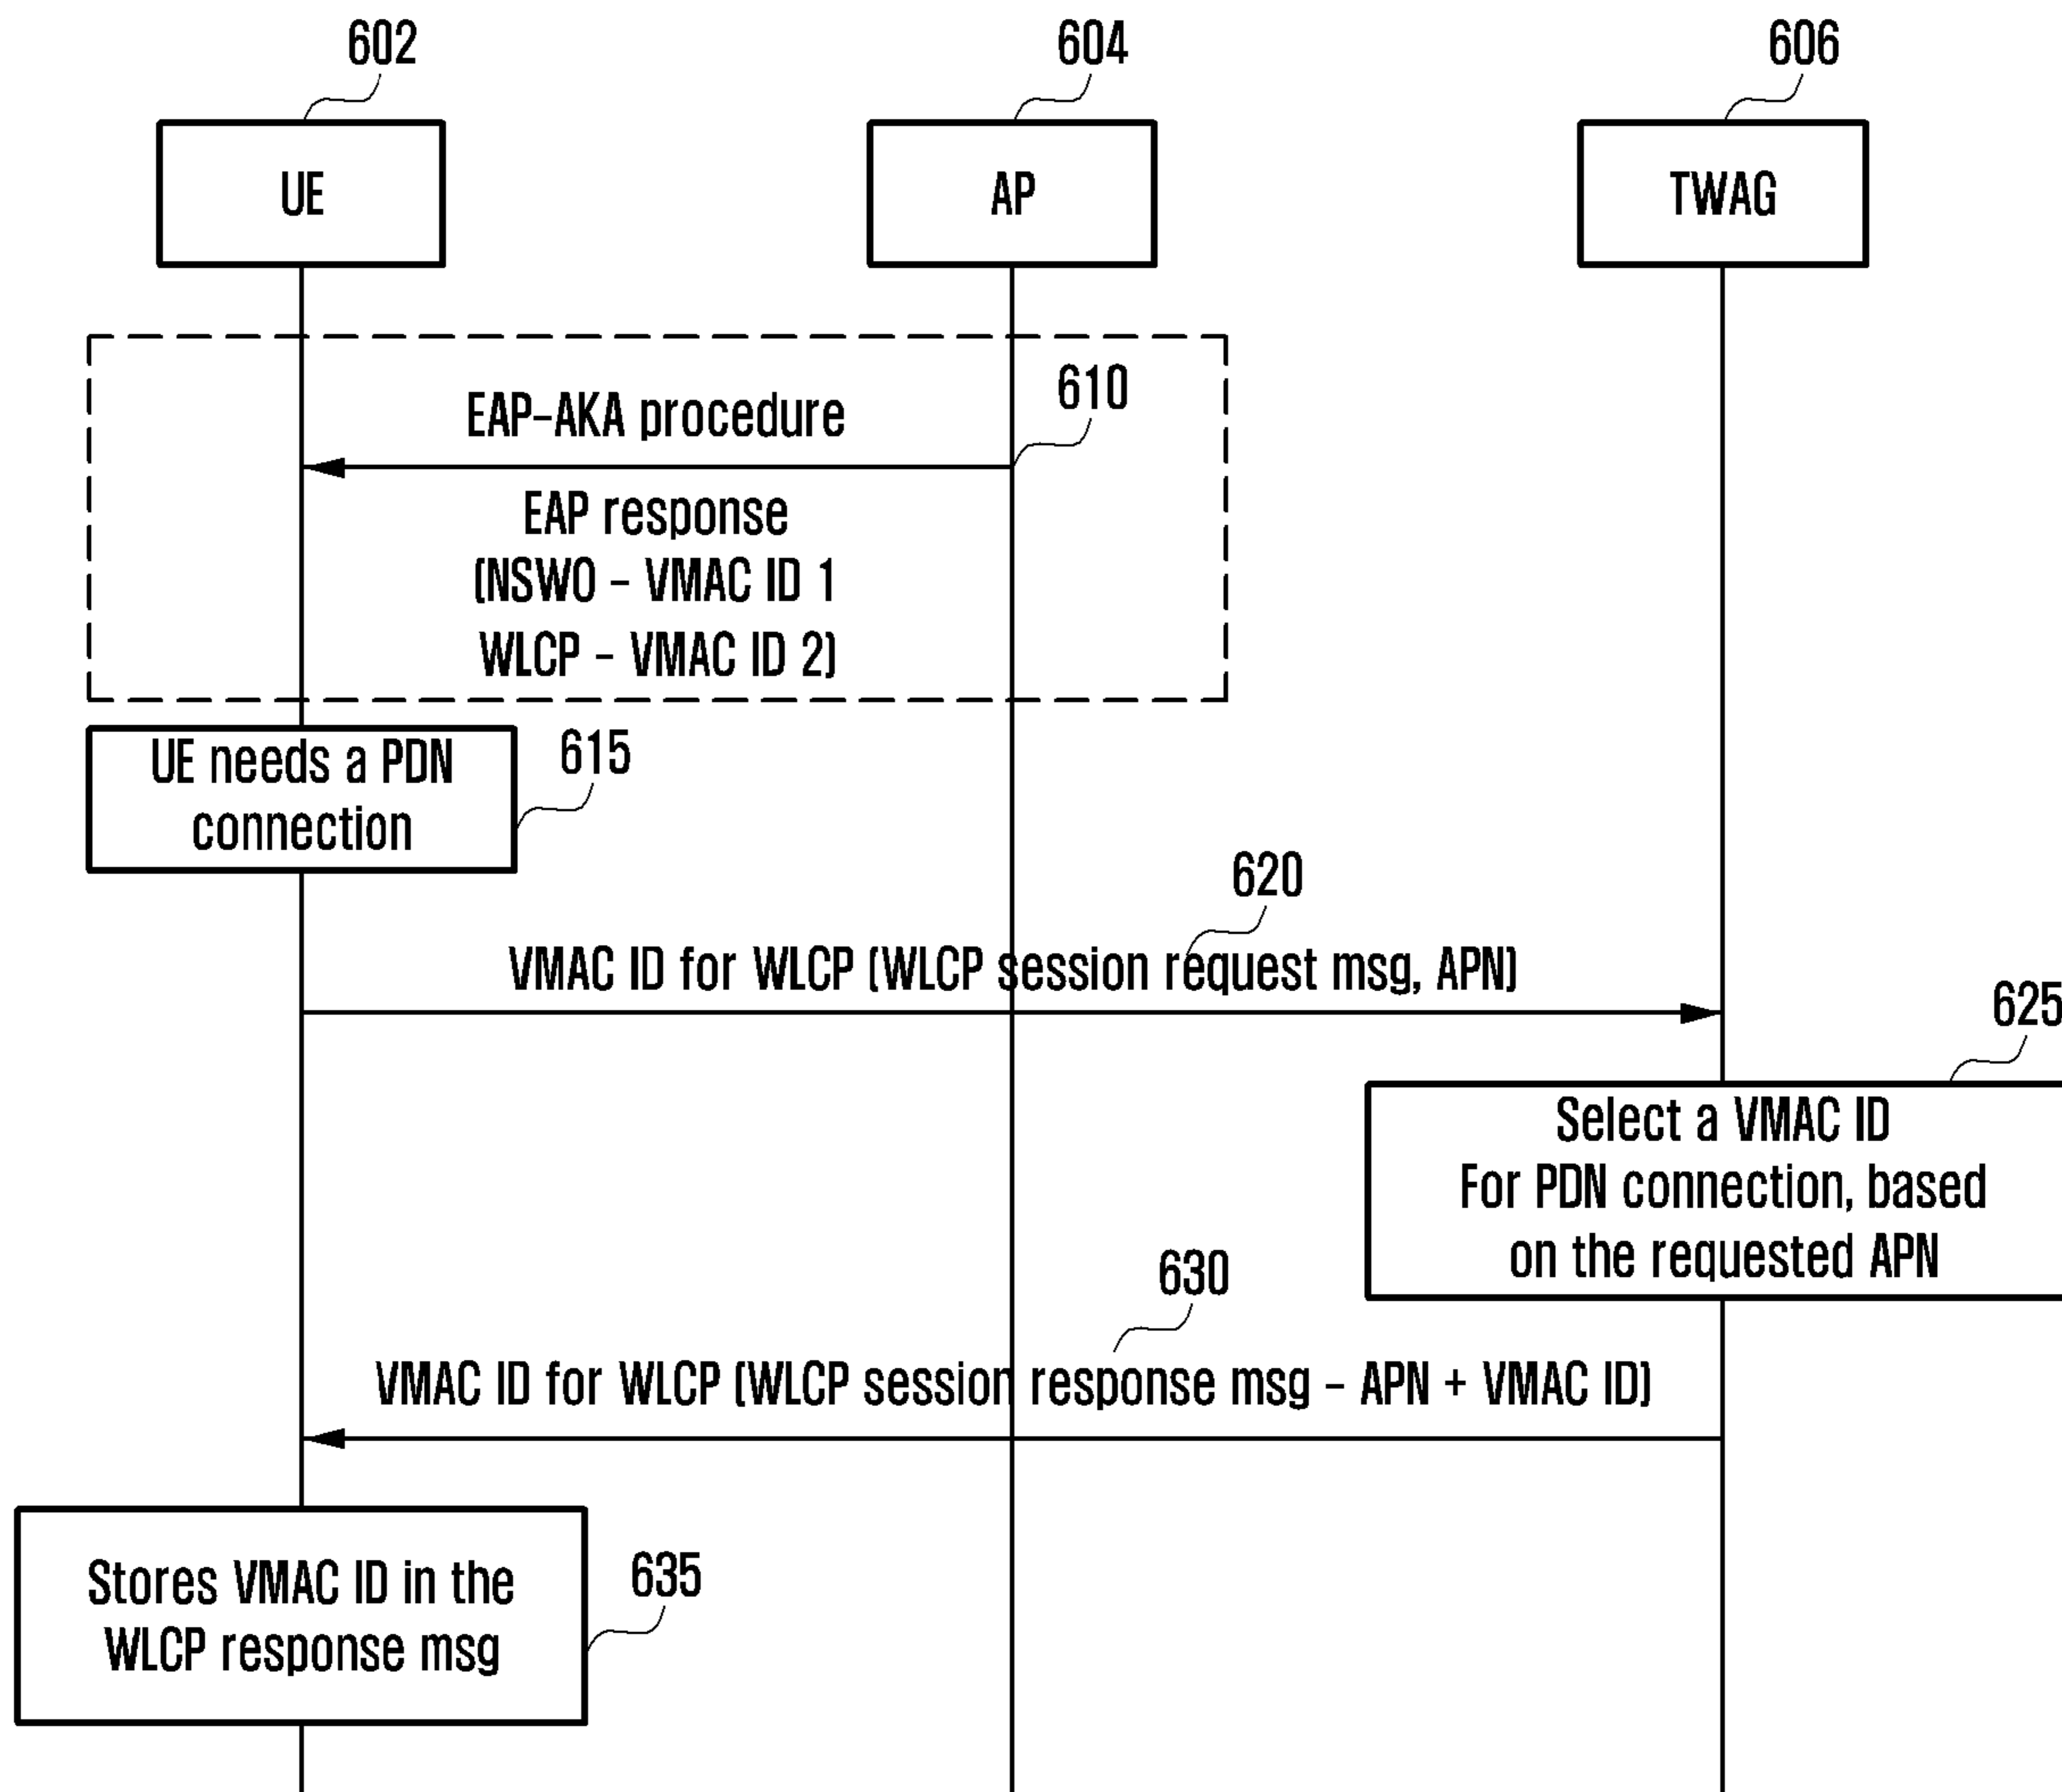 602
604
606
UE
AP
TWAG
610
EAP-AKA procedure
EAP response
(NSWO - VMAC ID 1
WLCP - VMAC ID 2)
UE needs a PDN
connection
615
620
VMAC ID for WLCP (WLCP session request msg, APN)
625
Select a VMAC ID
For PDN connection, based
on the requested APN
630
VMAC ID for WLCP (WLCP session response msg - APN + VMAC ID)
Stores VMAC ID in the
WLCP response msg
635